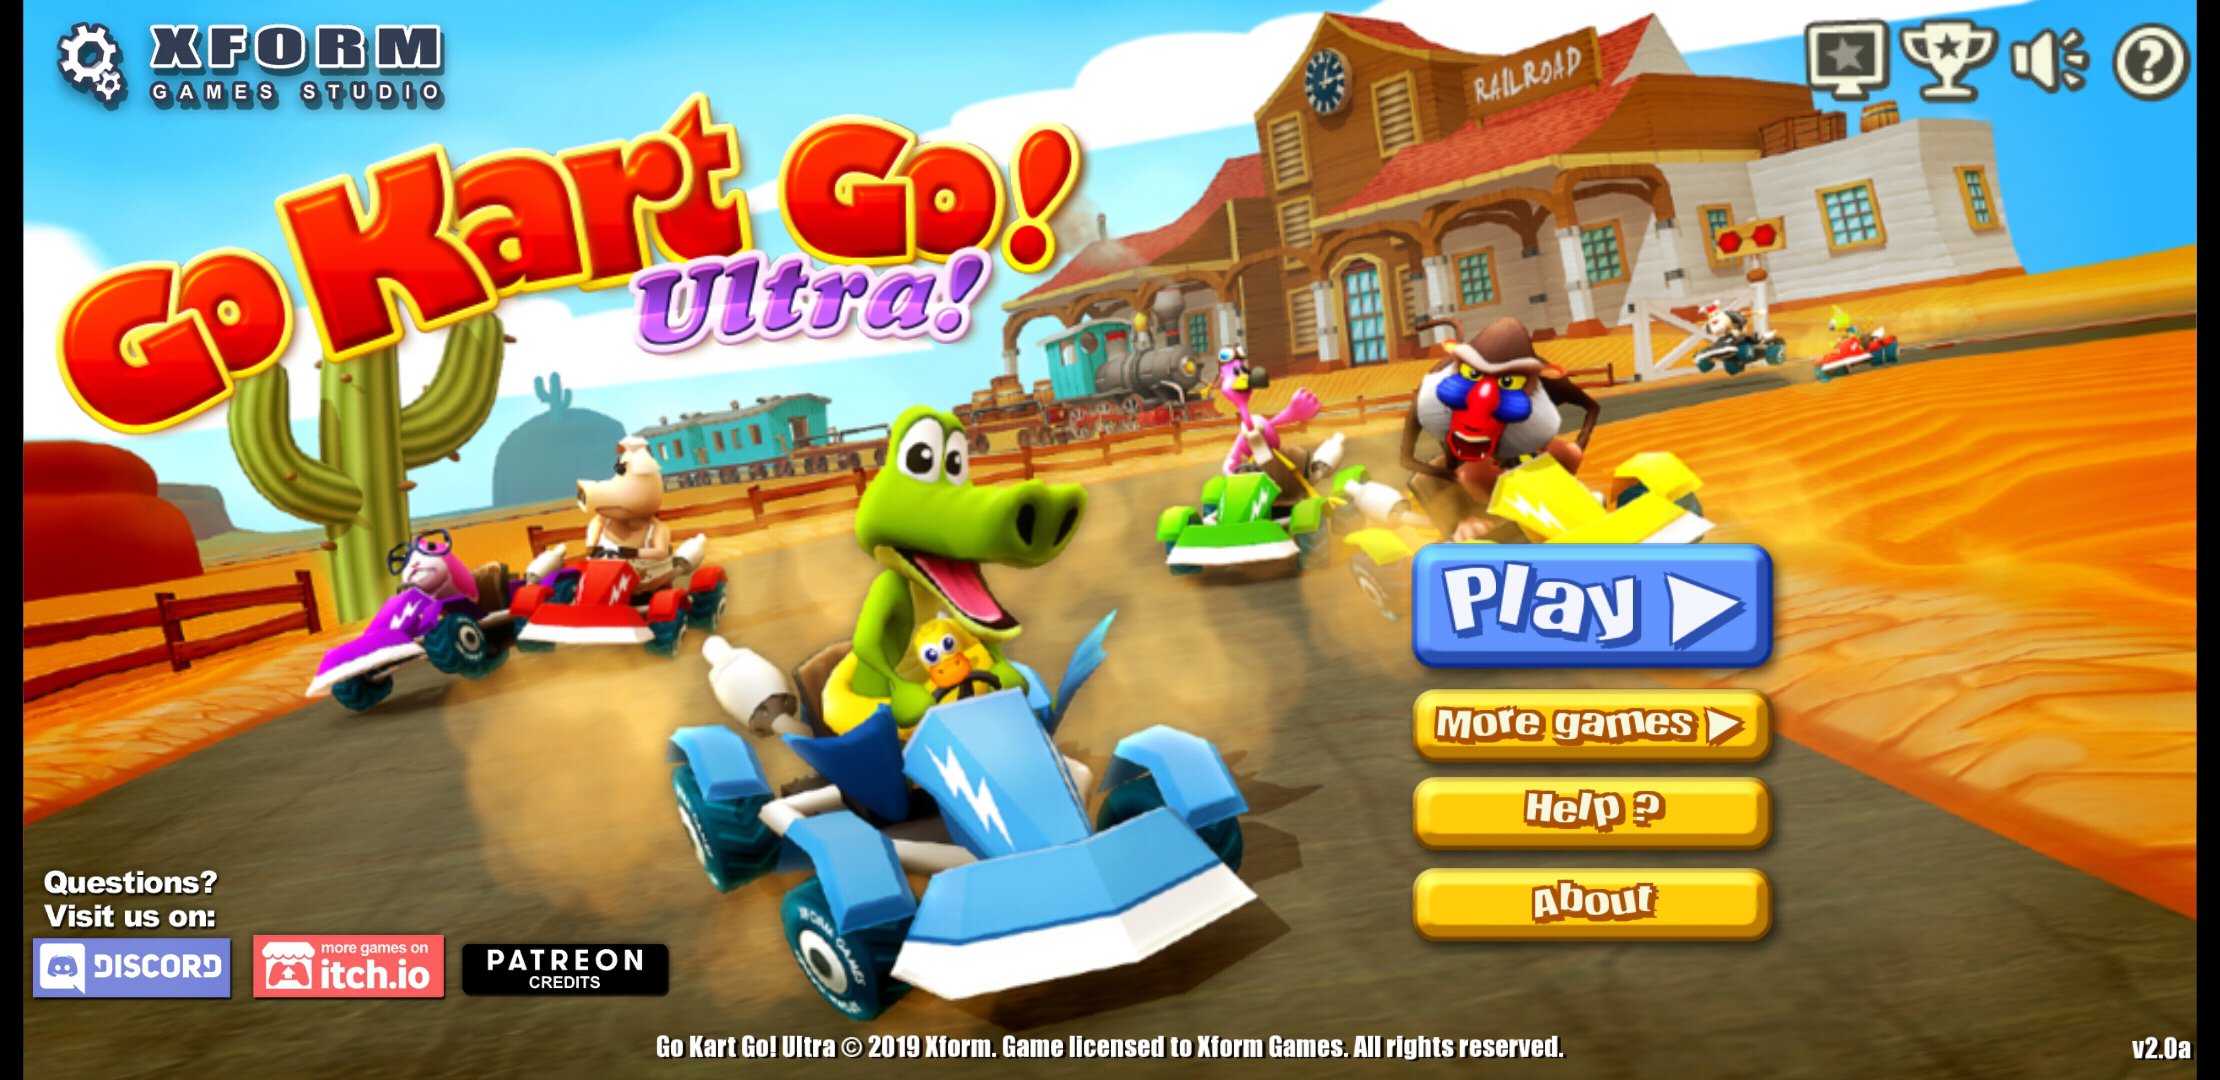 XFORM
GAMES STUDIO
Go Kart Go!
Ultra!
RAILROAD
Play
More games
Help ?
About
Questions?
Visit us on:
DISCORD
more games on
itch.io
PATREON
CREDITS
XFORM GAMES
Go Kart Go! Ultra © 2019 Xform. Game licensed to Xform Games. All rights reserved.
v2.0a